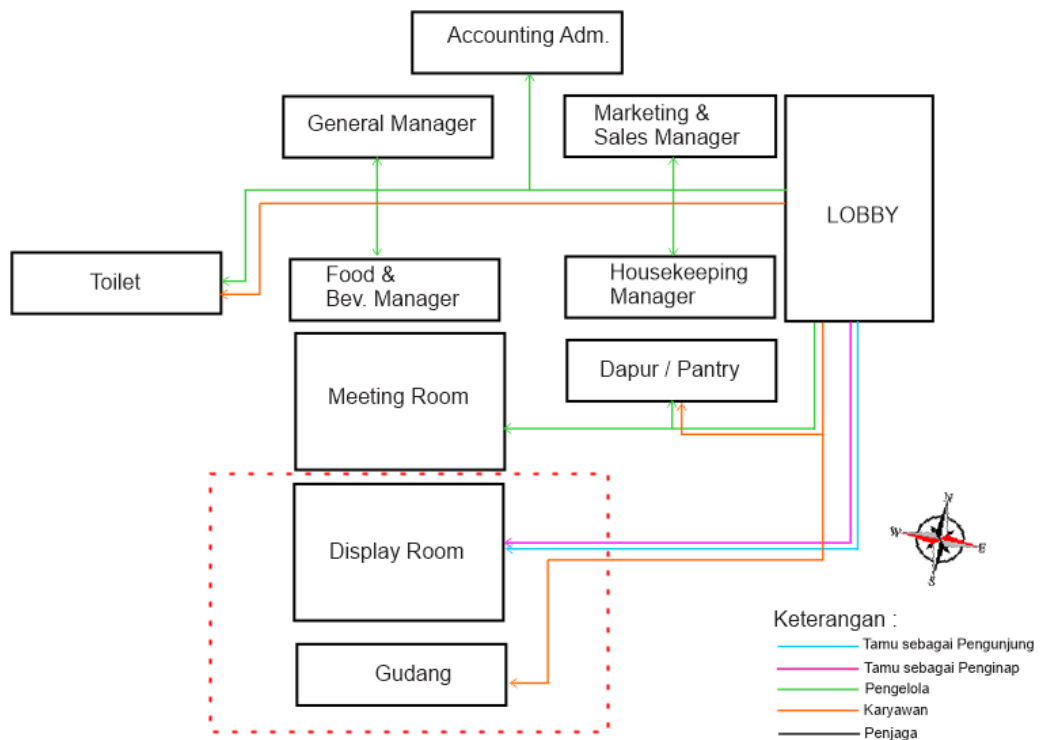 Accounting Adm.
General Manager
Marketing &
Sales Manager
LOBBY
Toilet
Food &
Bev. Manager
Housekeeping
Manager
Meeting Room
Dapur / Pantry
Display Room
N
W
E
S
Gudang
Keterangan :
Tamu sebagai Pengunjung
Tamu sebagai Penginap
Pengelola
Karyawan
Penjaga